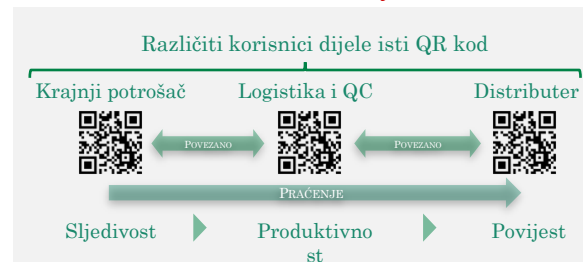 Različiti korisnici dijele isti QR kod
Krajnji potrošač Logistika i QC Distributer
POVEZANO POVEZANO
PRAĆENJE
Sljedivost Produktivno Povijest
st